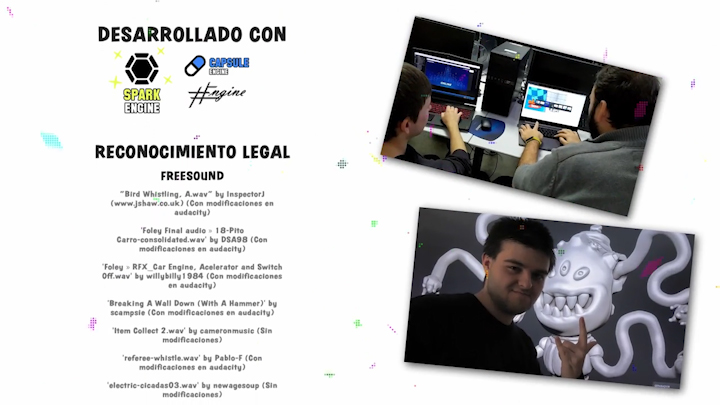 DESARROLLADO CON
SPARK
ENGINE
CAPSULE
ENGINE
#Engine
RECONOCIMIENTO LEGAL
FREESOUND
"Bird Whistling, A.wav" by InspectorJ
(www.jshaw.co.uk) (Con modificaciones en
audacity)
'Foley Final audio » 18-Pito
Carro-consolidated.wav' by DSA98 (Con
modificaciones en audacity)
'Foley » RFX_Car Engine, Acelerator and Switch
Off.wav' by willybilly1984 (Con modificaciones
en audacity)
'Breaking A Wall Down (With A Hammer)' by
scampsie (Con modificaciones en audacity)
'Item Collect 2.wav' by cameronmusic (Sin
modificaciones)
'referee-whistle.wav' by Pablo-F (Con
modificaciones en audacity)
'electric-cicadas03.wav' by newagesoup (Sin
modificaciones)